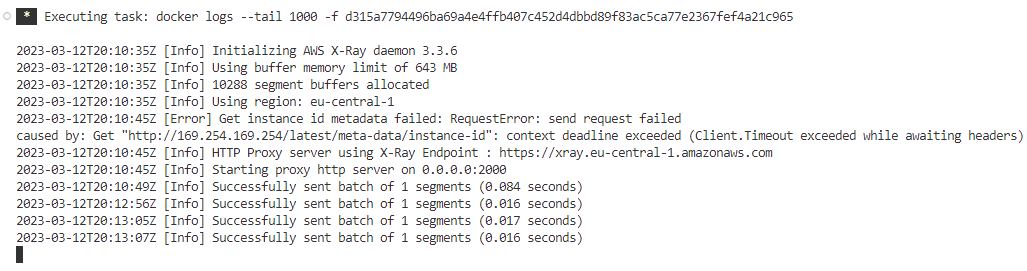 * Executing task: docker logs --tail 1000 -f d315a7794496ba69a4e4ffb407c452d4dbbd89f83ac5ca77e2367fef4a21c965
2023-03-12T20:10:35Z [Info] Initializing AWS X-Ray daemon 3.3.6
2023-03-12T20:10:35Z [Info] Using buffer memory limit of 643 MB
2023-03-12T20:10:35Z [Info] 10288 segment buffers allocated
2023-03-12T20:10:35Z [Info] Using region: eu-central-1
2023-03-12T20:10:45Z [Error] Get instance id metadata failed: RequestError: send request failed
caused by: Get "http://169.254.169.254/latest/meta-data/instance-id": context deadline exceeded (Client.Timeout exceeded while awaiting headers)
2023-03-12T20:10:45Z [Info] HTTP Proxy server using X-Ray Endpoint : https://xray.eu-central-1.amazonaws.com
2023-03-12T20:10:45Z [Info] Starting proxy http server on 0.0.0.0:2000
2023-03-12T20:10:49Z [Info] Successfully sent batch of 1 segments (0.084 seconds)
2023-03-12T20:12:56Z [Info] Successfully sent batch of 1 segments (0.016 seconds)
2023-03-12T20:13:05Z [Info] Successfully sent batch of 1 segments (0.017 seconds)
2023-03-12T20:13:07Z [Info] Successfully sent batch of 1 segments (0.016 seconds)